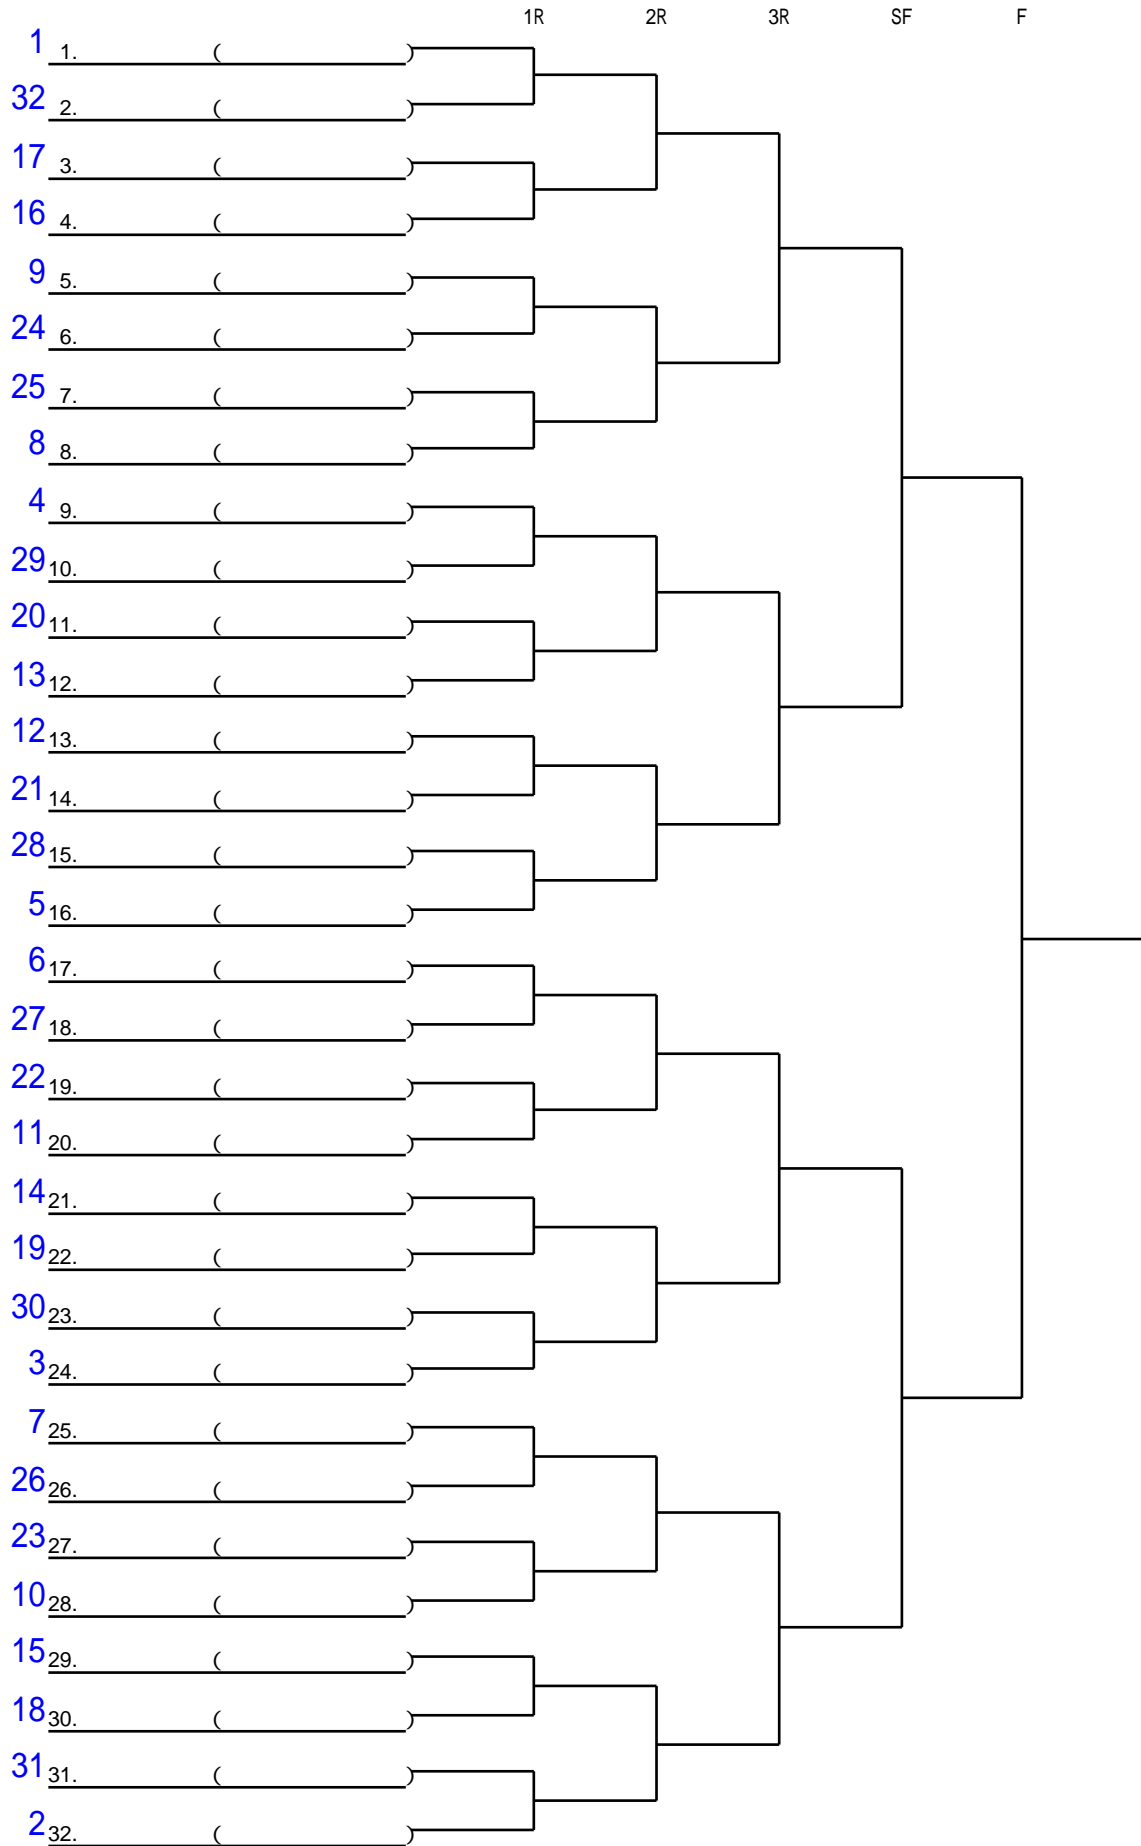 1R 2R 3R SF F
1 1. ( )
32 2. ( )
17 3. ( )
16 4. ( )
9 5. ( )
24 6. ( )
25 7. ( )
8 8. ( )
4 9. ( )
29 10. ( )
20 11. ( )
13 12. ( )
12 13. ( )
21 14. ( )
28 15. ( )
5 16. ( )
6 17. ( )
27 18. ( )
22 19. ( )
11 20. ( )
14 21. ( )
19 22. ( )
30 23. ( )
3 24. ( )
7 25. ( )
26 26. ( )
23 27. ( )
10 28. ( )
15 29. ( )
18 30. ( )
31 31. ( )
2 32. ( )